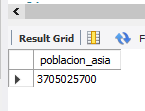 Result Grid F
poblacion_asia
3705025700